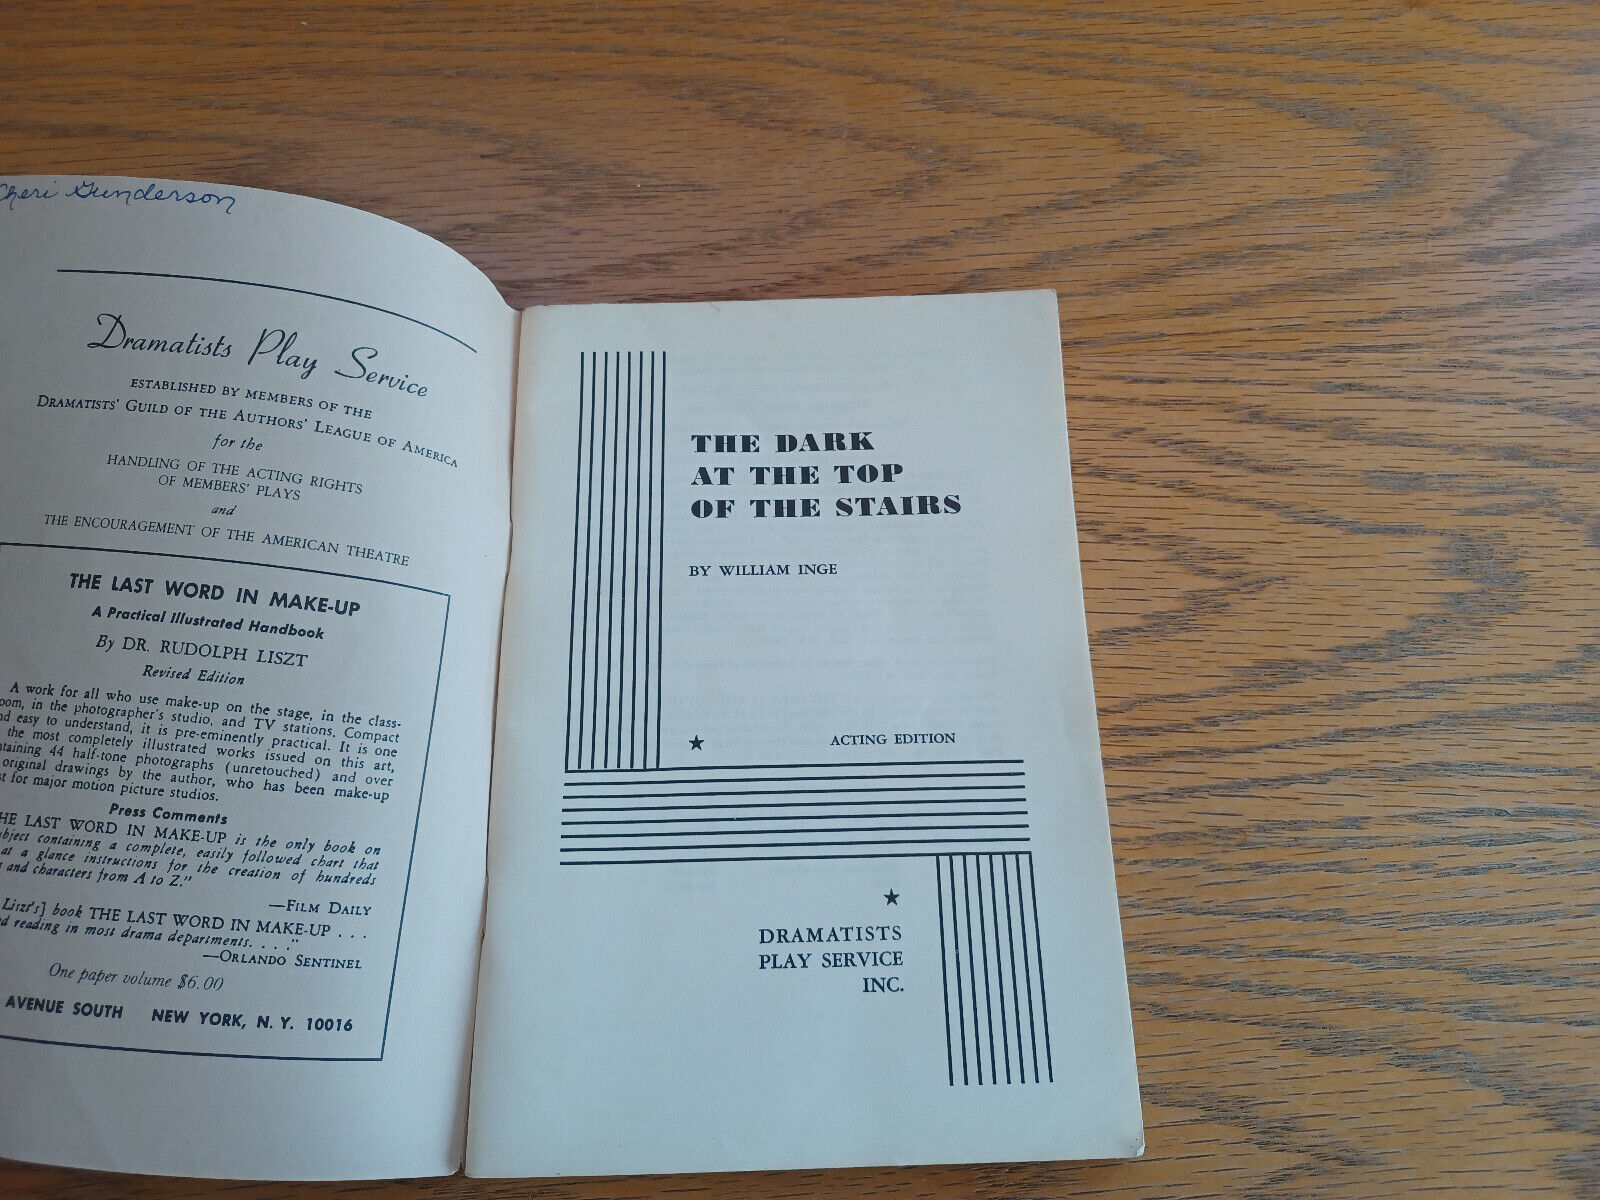 Cheri Gunderson
Dramatists Play Service
ESTABLISHED BY MEMBERS OF THE
DRAMATISTS' GUILD OF THE AUTHORS' LEAGUE OF AMERICA
for the
HANDLING OF THE ACTING RIGHTS
OF MEMBERS' PLAYS
and
THE ENCOURAGEMENT OF THE AMERICAN THEATRE
THE LAST WORD IN MAKE-UP
A Practical Illustrated Handbook
By DR. RUDOLPH LISZT
Revised Edition
A work for all who use make-up on the stage, in the class-
oom, in the photographer's studio, and TV stations. Compact
nd easy to understand, it is pre-eminently practical. It is one
the most completely illustrated works issued on this art,
ntaining 44 half-tone photographs (unretouched) and over
original drawings by the author, who has been make-up
st for major motion picture studios.
Press Comments
HE LAST WORD IN MAKE-UP is the only book on
bject containing a complete, easily followed chart that
at a glance instructions for the creation of hundreds
and characters from A to Z."
—FILM DAILY
Liszt's] book THE LAST WORD IN MAKE-UP . . .
d reading in most drama departments. . . ."
—ORLANDO SENTINEL
One paper volume $6.00
AVENUE SOUTH NEW YORK, N. Y. 10016
THE DARK
AT THE TOP
OF THE STAIRS
BY WILLIAM INGE
★ ACTING EDITION
★
DRAMATISTS
PLAY SERVICE
INC.